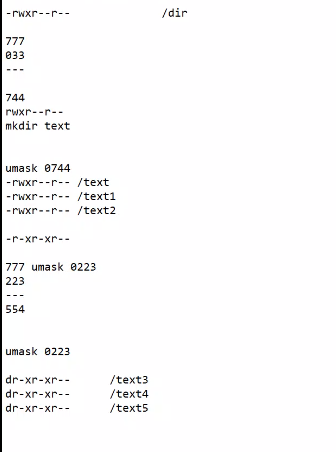 -rwxr--r-- /dir
777
033
---
744
rwxr--r--
mkdir text
umask 0744
-rwxr--r-- /text
-rwxr--r-- /text1
-rwxr--r-- /text2
-r-xr-xr--
777 umask 0223
223
---
554
umask 0223
dr-xr-xr-- /text3
dr-xr-xr-- /text4
dr-xr-xr-- /text5